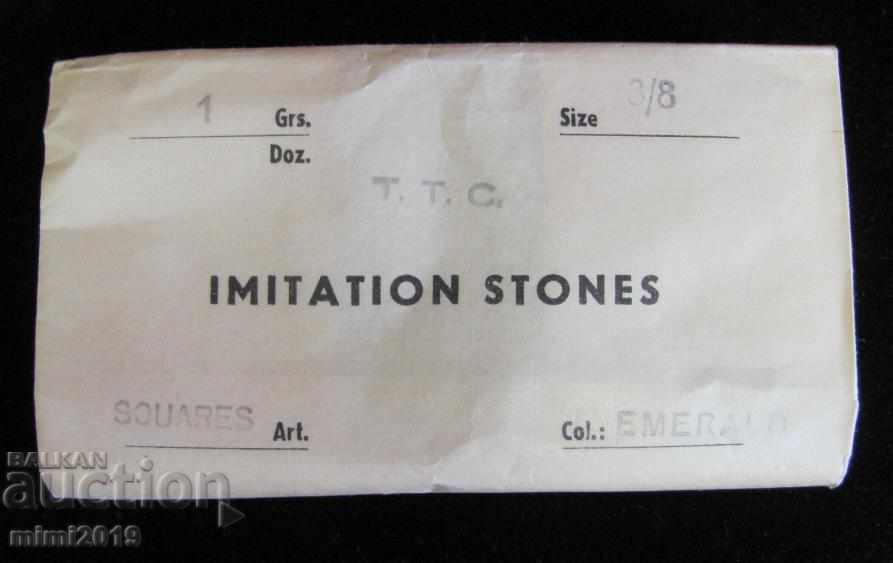 1 Grs. Size 3/8
Doz.
T. T. C.
IMITATION STONES
SQUARES Art. Col.: EMERALD
BALKAN
auction
mimi2019